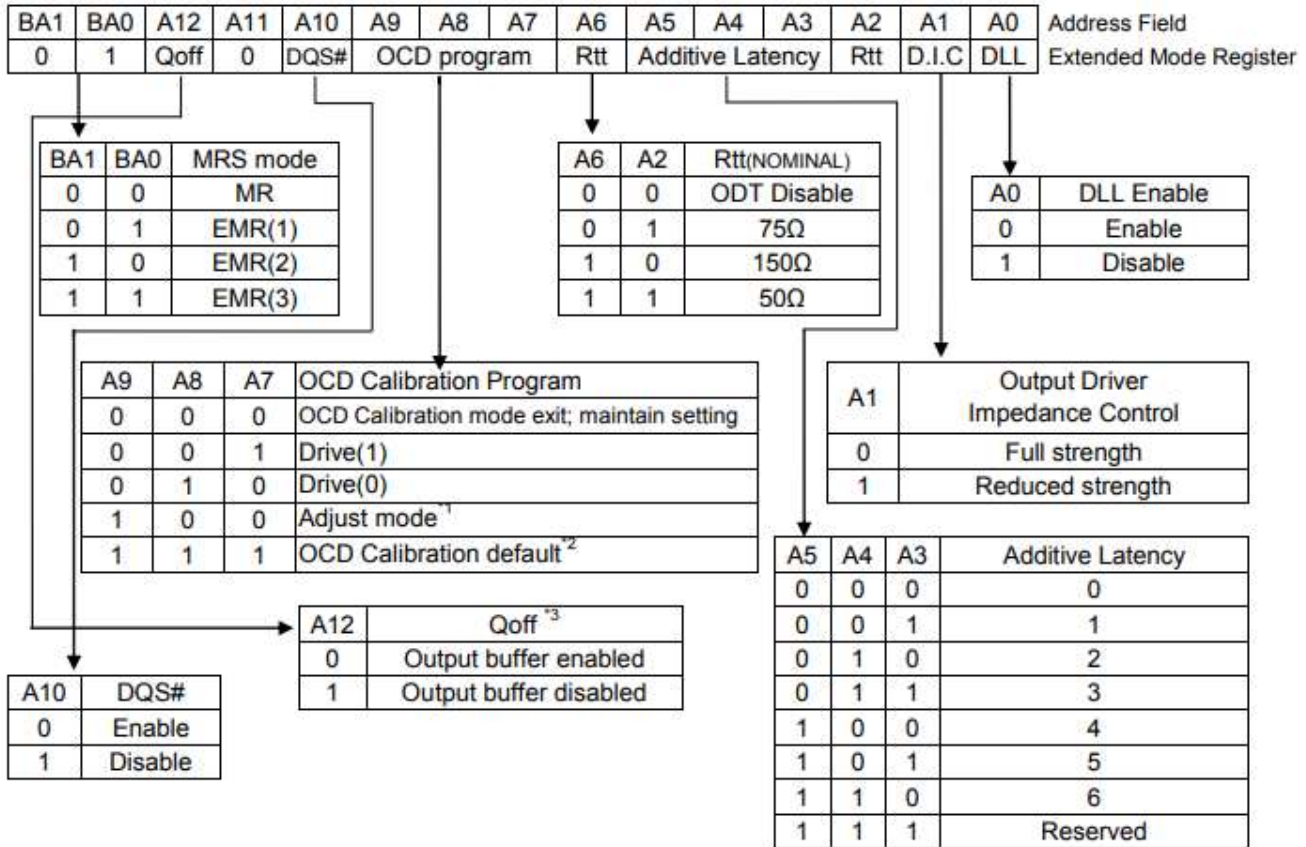 BA1 BA0 A12 A11 A10 A9 A8 A7 A6 A5 A4 A3 A2 A1 A0 Address Field
0 1 Qoff 0 DQS# OCD program Rtt Additive Latency Rtt D.I.C DLL Extended Mode Register
BA1 BA0 MRS mode
0 0 MR
0 1 EMR(1)
1 0 EMR(2)
1 1 EMR(3)
A6 A2 Rtt(NOMINAL)
0 0 ODT Disable
0 1 75Ω
1 0 150Ω
1 1 50Ω
A0 DLL Enable
0 Enable
1 Disable
A9 A8 A7 OCD Calibration Program
0 0 0 OCD Calibration mode exit; maintain setting
0 0 1 Drive(1)
0 1 0 Drive(0)
1 0 0 Adjust mode*1
1 1 1 OCD Calibration default*2
A1 Output Driver
Impedance Control
0 Full strength
1 Reduced strength
A5 A4 A3 Additive Latency
0 0 0 0
0 0 1 1
0 1 0 2
0 1 1 3
1 0 0 4
1 0 1 5
1 1 0 6
1 1 1 Reserved
A12 Qoff *3
0 Output buffer enabled
1 Output buffer disabled
A10 DQS#
0 Enable
1 Disable